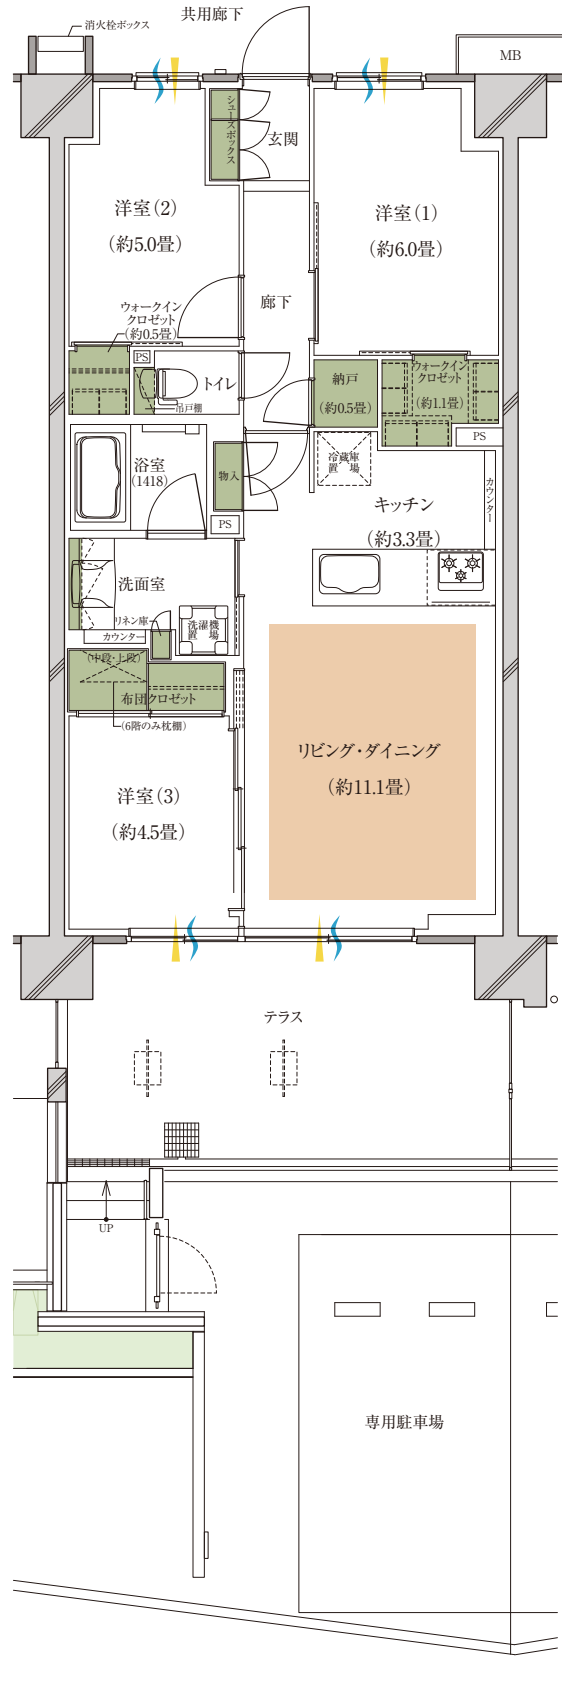 共用廊下
消火栓ボックス
MB
シューズボックス
玄関
洋室(2)
(約5.0畳)
洋室(1)
(約6.0畳)
廊下
ウォークイン
クロゼット
(約0.5畳)
PS
トイレ
吊戸棚
納戸
(約0.5畳)
ウォークイン
クロゼット
(約1.1畳)
PS
浴室
(1418)
物入
PS
冷蔵庫
置場
キッチン
(約3.3畳)
カウンター
洗面室
リネン庫
カウンター
洗濯機
置場
(中段・上段)
布団クロゼット
(6階のみ枕棚)
リビング・ダイニング
(約11.1畳)
洋室(3)
(約4.5畳)
テラス
UP
専用駐車場